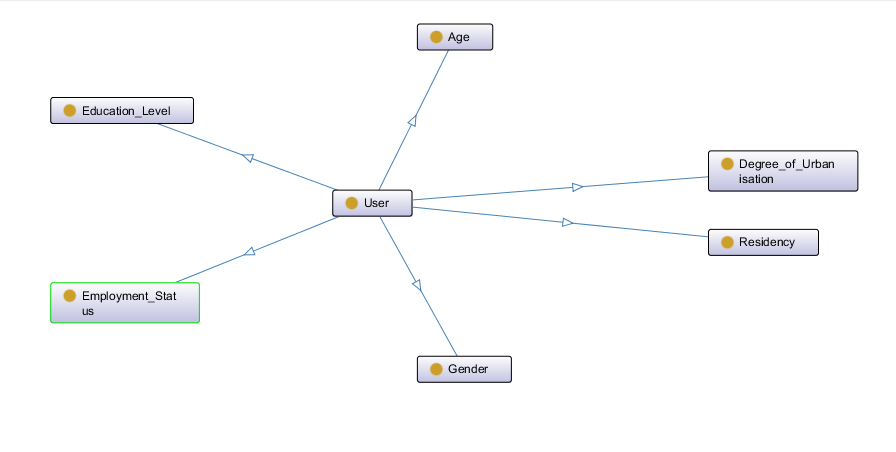 Age
Education_Level
Degree_of_Urban
isation
User
Residency
Employment_Stat
us
Gender